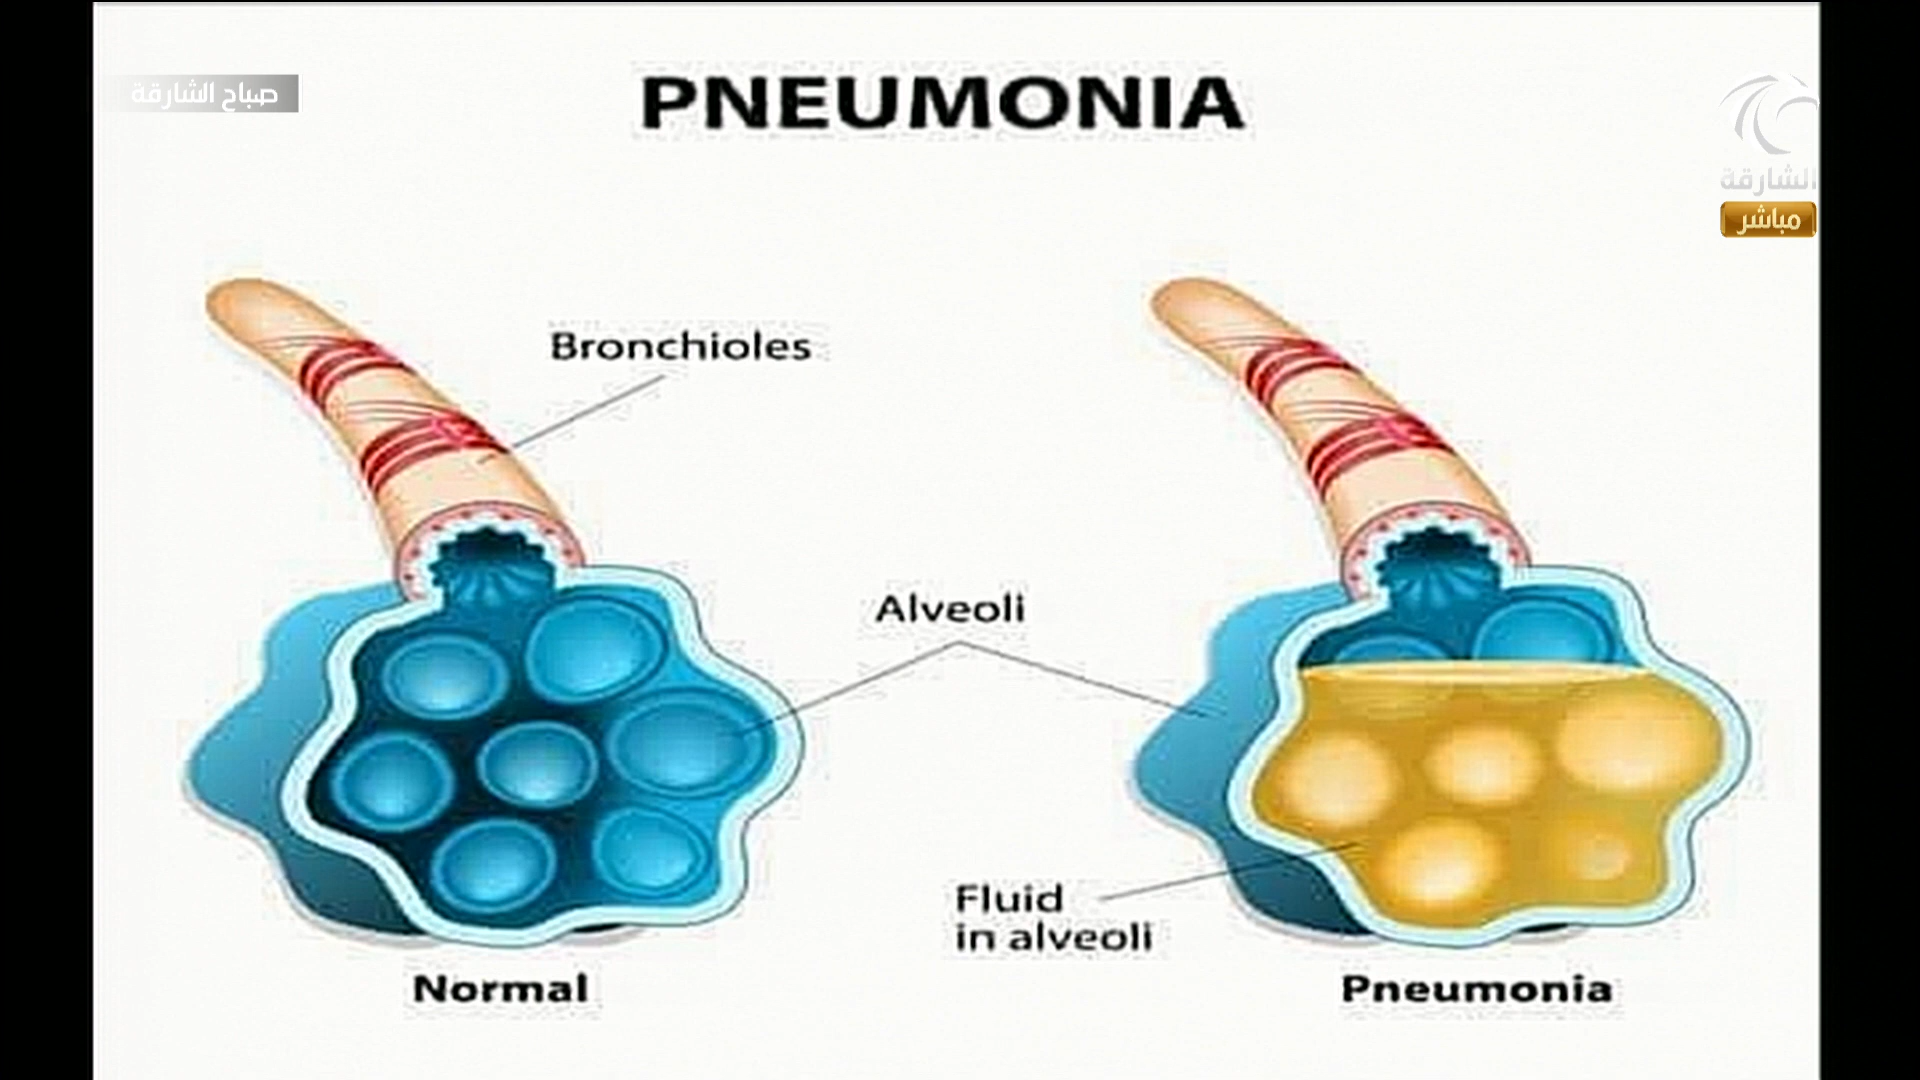 PNEUMONIA
صباح الشارقة
الشارقة
مباشر
Bronchioles
Alveoli
Fluid
in alveoli
Normal
Pneumonia